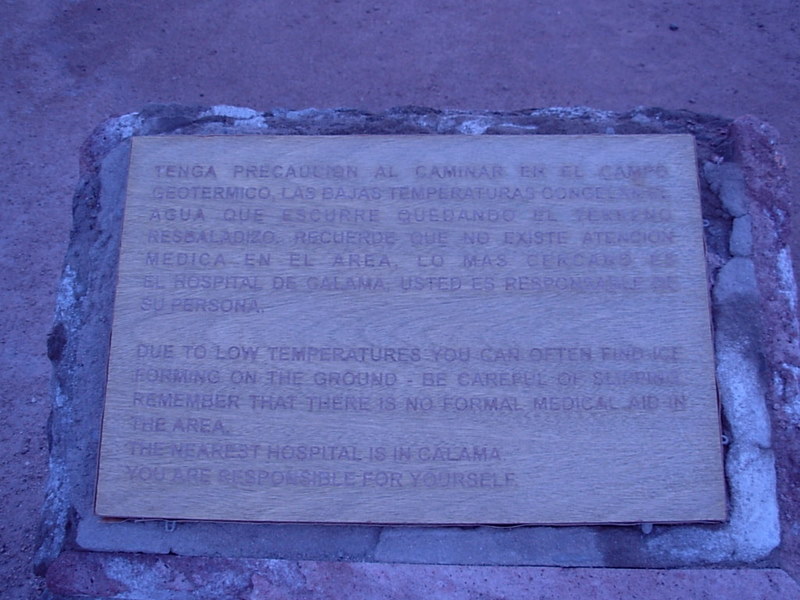 TENGA PRECAUCION AL CAMINAR EN EL CAMPO
GEOTERMICO, LAS BAJAS TEMPERATURAS CONGELAN EL
AGUA QUE ESCURRE QUEDANDO EL TERRENO
RESBALADIZO. RECUERDE QUE NO EXISTE ATENCION
MEDICA EN EL AREA, LO MAS CERCANO ES
EL HOSPITAL DE CALAMA. USTED ES RESPONSABLE DE
SU PERSONA.
DUE TO LOW TEMPERATURES YOU CAN OFTEN FIND ICE
FORMING ON THE GROUND - BE CAREFUL OF SLIPPING.
REMEMBER THAT THERE IS NO FORMAL MEDICAL AID IN
THE AREA.
THE NEAREST HOSPITAL IS IN CALAMA
YOU ARE RESPONSIBLE FOR YOURSELF